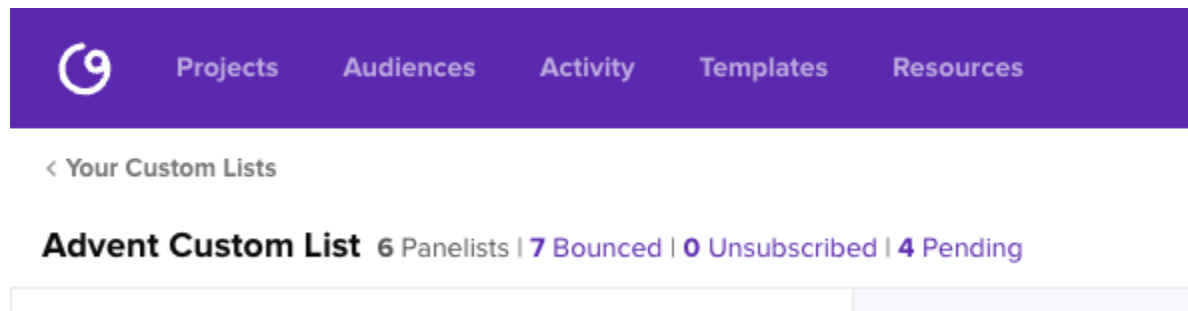 Projects Audiences Activity Templates Resources
< Your Custom Lists
Advent Custom List 6 Panelists | 7 Bounced | 0 Unsubscribed | 4 Pending